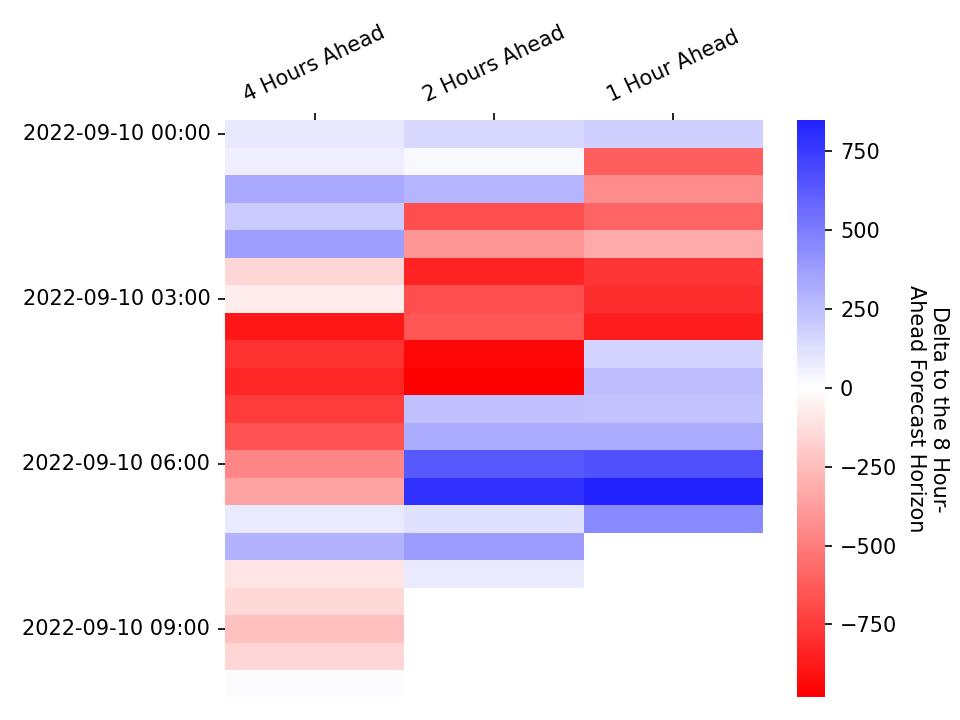 4 Hours Ahead
2 Hours Ahead
1 Hour Ahead
2022-09-10 00:00
2022-09-10 03:00
2022-09-10 06:00
2022-09-10 09:00
750
500
250
0
−250
−500
−750
Delta to the 8 Hour-
Ahead Forecast Horizon